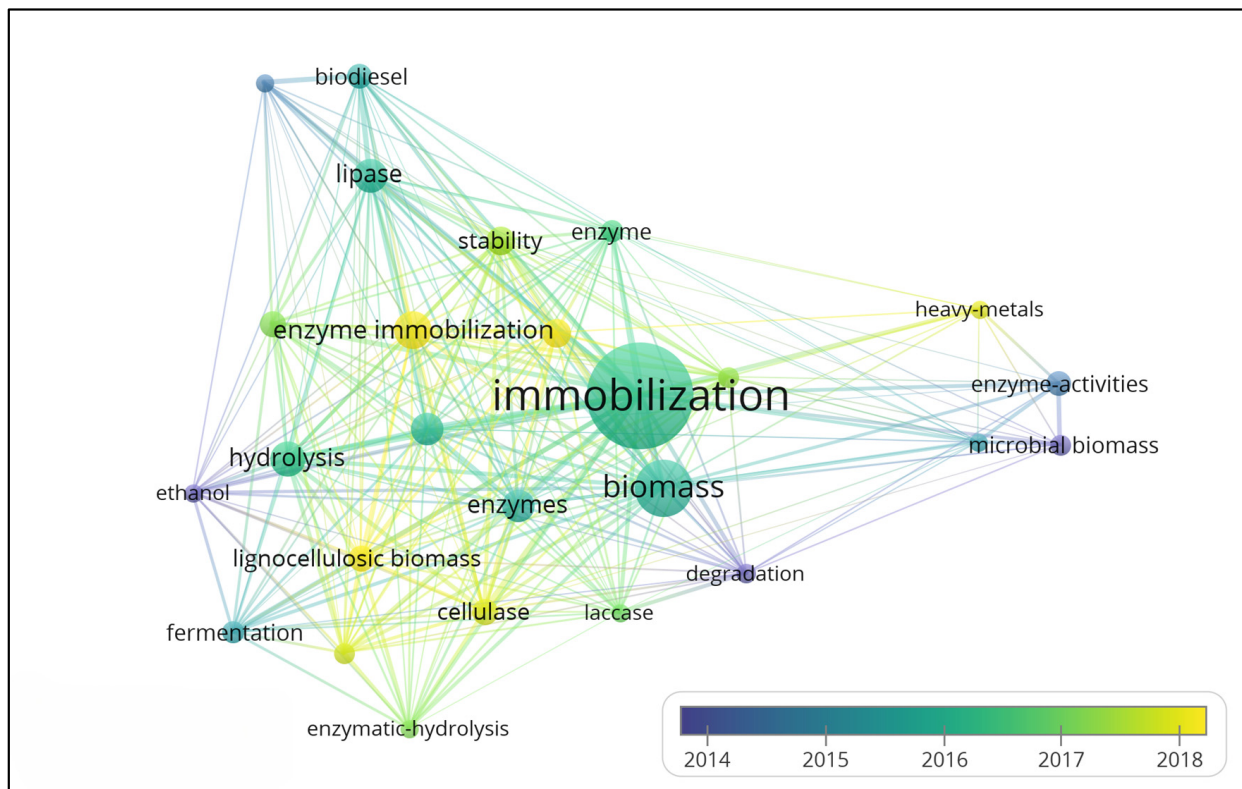 biodiesel
lipase
stability
enzyme
heavy-metals
enzyme immobilization
immobilization
enzyme-activities
microbial biomass
hydrolysis
ethanol
biomass
enzymes
lignocellulosic biomass
degradation
cellulase
laccase
fermentation
enzymatic-hydrolysis
2014 2015 2016 2017 2018